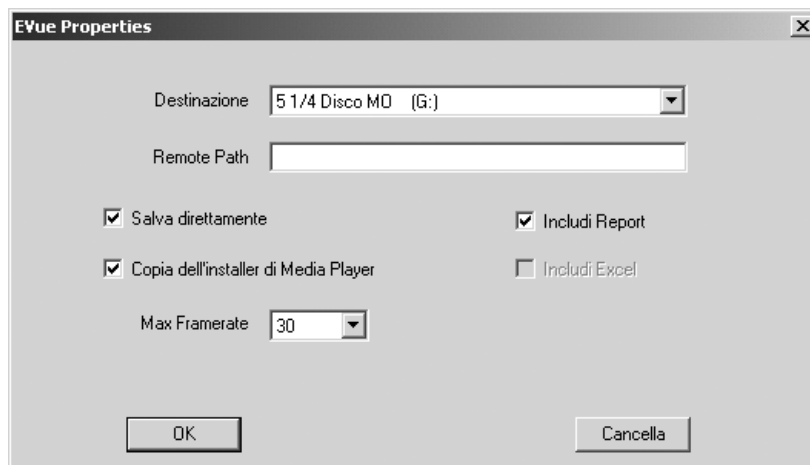 EVue Properties
Destinazione 5 1/4 Disco MO (G:)
Remote Path
Salva direttamente Includi Report
Copia dell'installer di Media Player Includi Excel
Max Framerate 30
OK Cancella